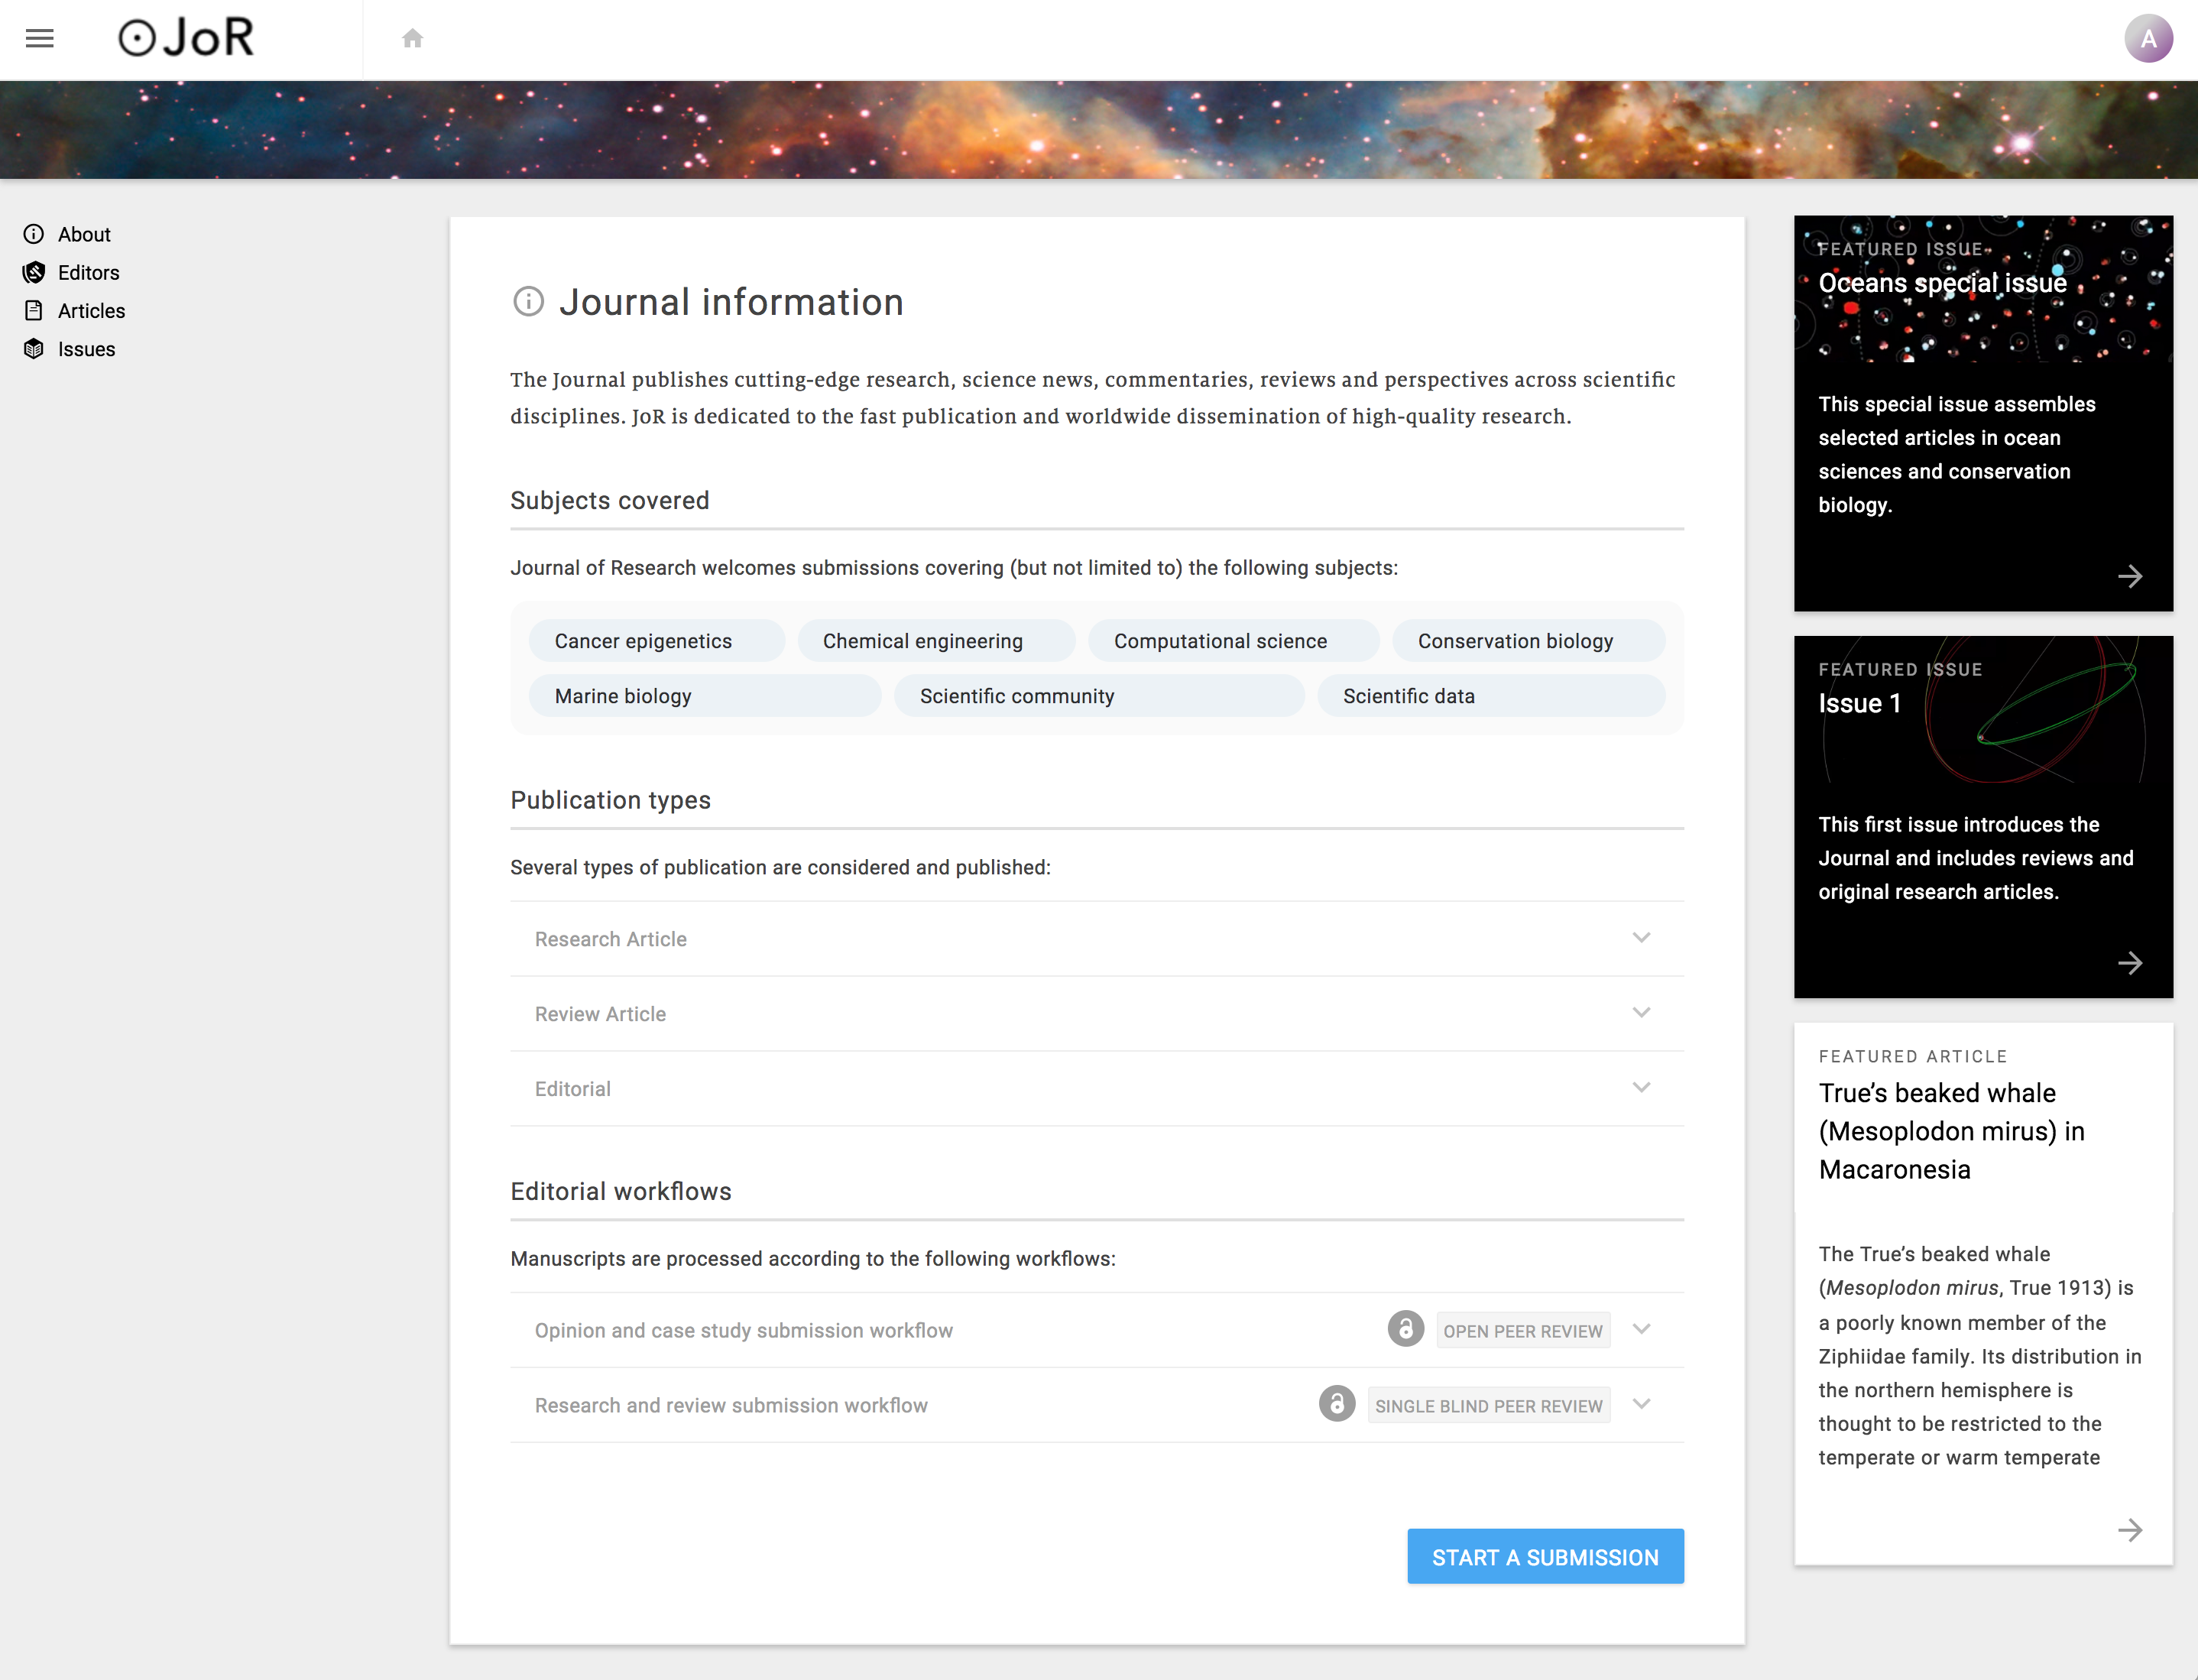 JoR
A
About
Editors
Articles
Issues
Journal information
The Journal publishes cutting-edge research, science news, commentaries, reviews and perspectives across scientific
disciplines. JoR is dedicated to the fast publication and worldwide dissemination of high-quality research.
Subjects covered
Journal of Research welcomes submissions covering (but not limited to) the following subjects:
Cancer epigenetics Chemical engineering Computational science Conservation biology
Marine biology Scientific community Scientific data
Publication types
Several types of publication are considered and published:
Research Article
Review Article
Editorial
Editorial workflows
Manuscripts are processed according to the following workflows:
Opinion and case study submission workflow OPEN PEER REVIEW
Research and review submission workflow SINGLE BLIND PEER REVIEW
START A SUBMISSION
FEATURED ISSUE
Oceans special issue
This special issue assembles
selected articles in ocean
sciences and conservation
biology.
FEATURED ISSUE
Issue 1
This first issue introduces the
Journal and includes reviews and
original research articles.
FEATURED ARTICLE
True’s beaked whale
(Mesoplodon mirus) in
Macaronesia
The True’s beaked whale
(Mesoplodon mirus, True 1913) is
a poorly known member of the
Ziphiidae family. Its distribution in
the northern hemisphere is
thought to be restricted to the
temperate or warm temperate